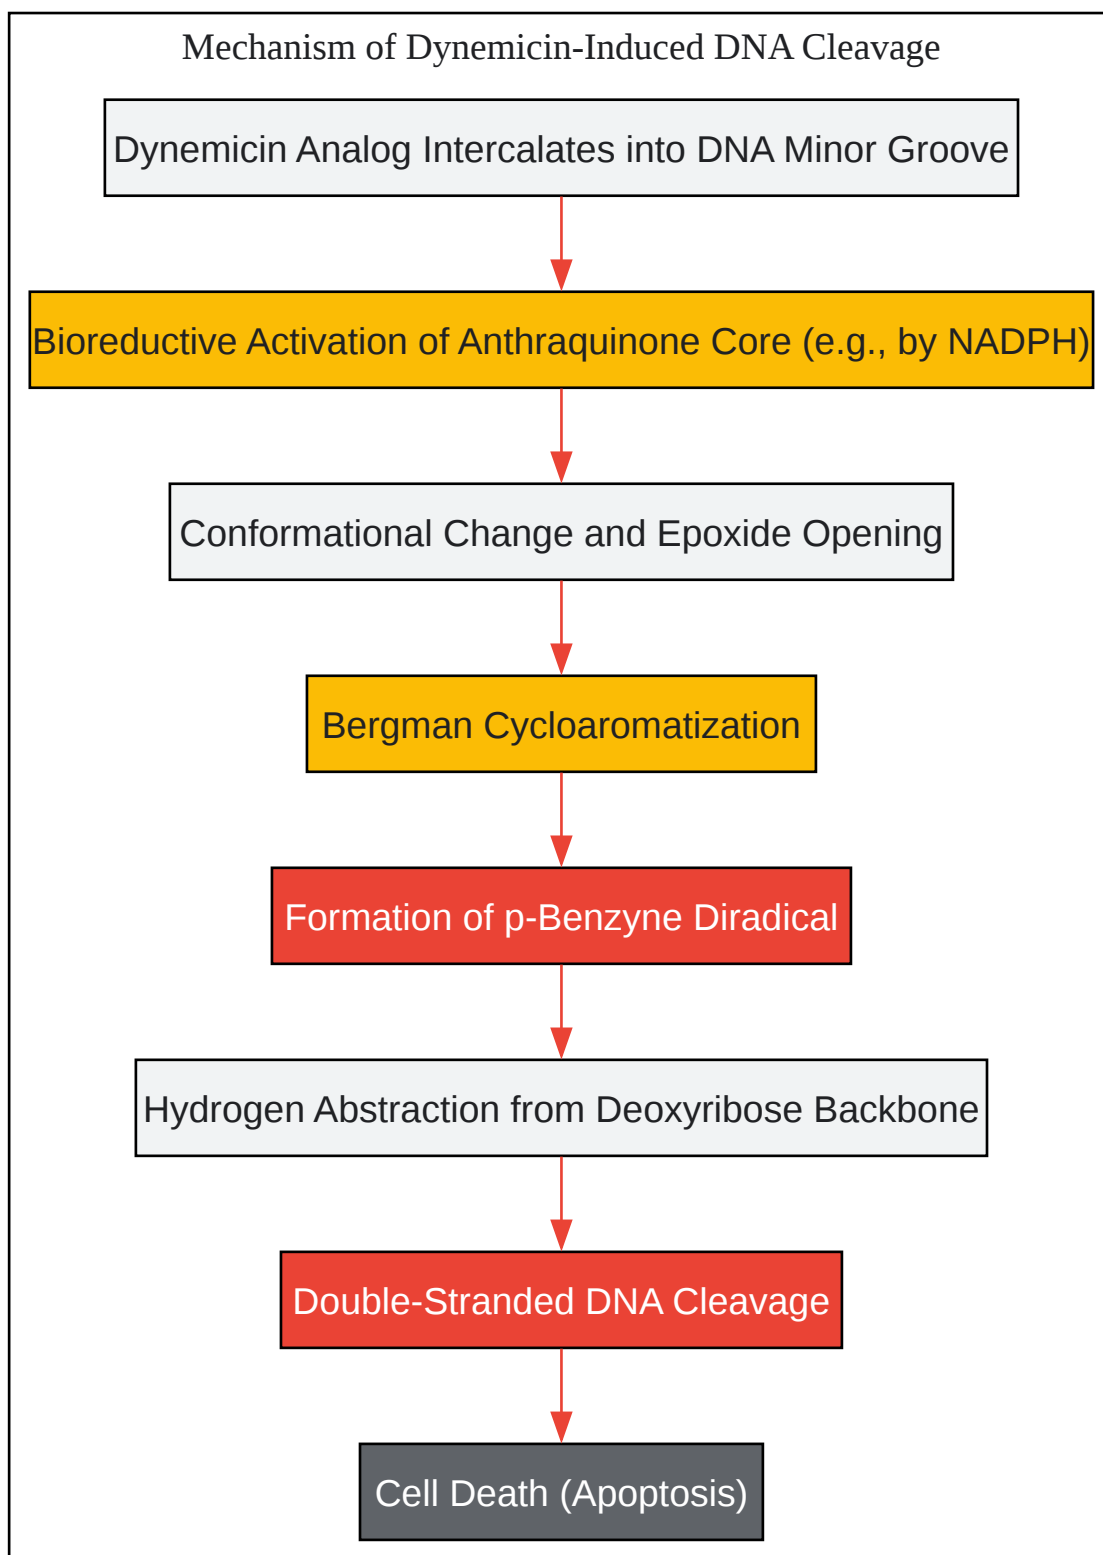 Mechanism of Dynemicin-Induced DNA Cleavage
Dynemicin Analog Intercalates into DNA Minor Groove
Bioreductive Activation of Anthraquinone Core (e.g., by NADPH)
Conformational Change and Epoxide Opening
Bergman Cycloaromatization
Formation of p-Benzyne Diradical
Hydrogen Abstraction from Deoxyribose Backbone
Double-Stranded DNA Cleavage
Cell Death (Apoptosis)